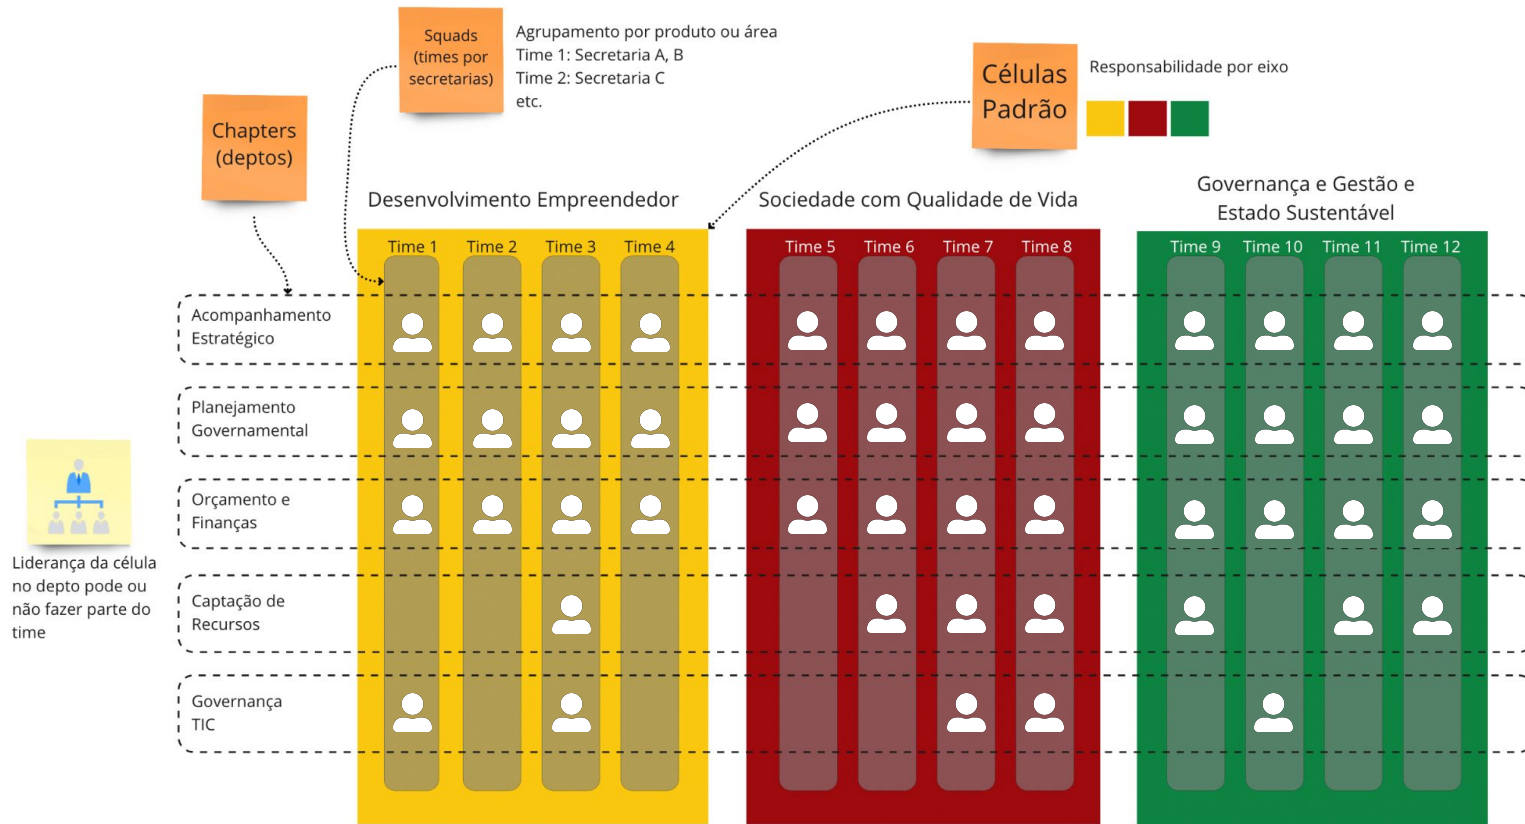 Squads
(times por
secretarias)
Agrupamento por produto ou área
Time 1: Secretaria A, B
Time 2: Secretaria C
etc.
Células
Padrão
Responsabilidade por eixo
Chapters
(deptos)
Desenvolvimento Empreendedor
Sociedade com Qualidade de Vida
Governança e Gestão e
Estado Sustentável
Time 1
Time 2
Time 3
Time 4
Time 5
Time 6
Time 7
Time 8
Time 9
Time 10
Time 11
Time 12
Acompanhamento
Estratégico
Planejamento
Governamental
Orçamento e
Finanças
Captação de
Recursos
Governança
TIC
Liderança da célula
no depto pode ou
não fazer parte do
time